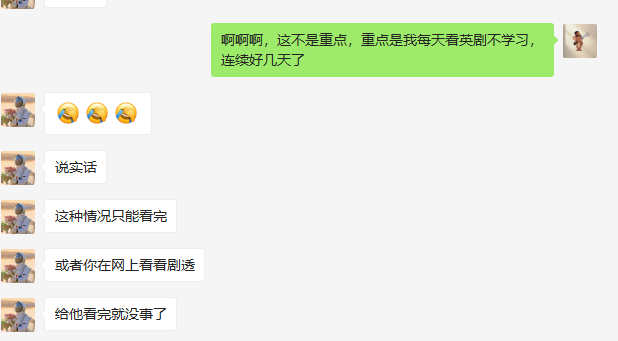 啊啊啊，这不是重点，重点是我每天看英剧不学习，
连续好几天了
🤣🤣🤣
说实话
这种情况只能看完
或者你在网上看看剧透
给他看完就没事了